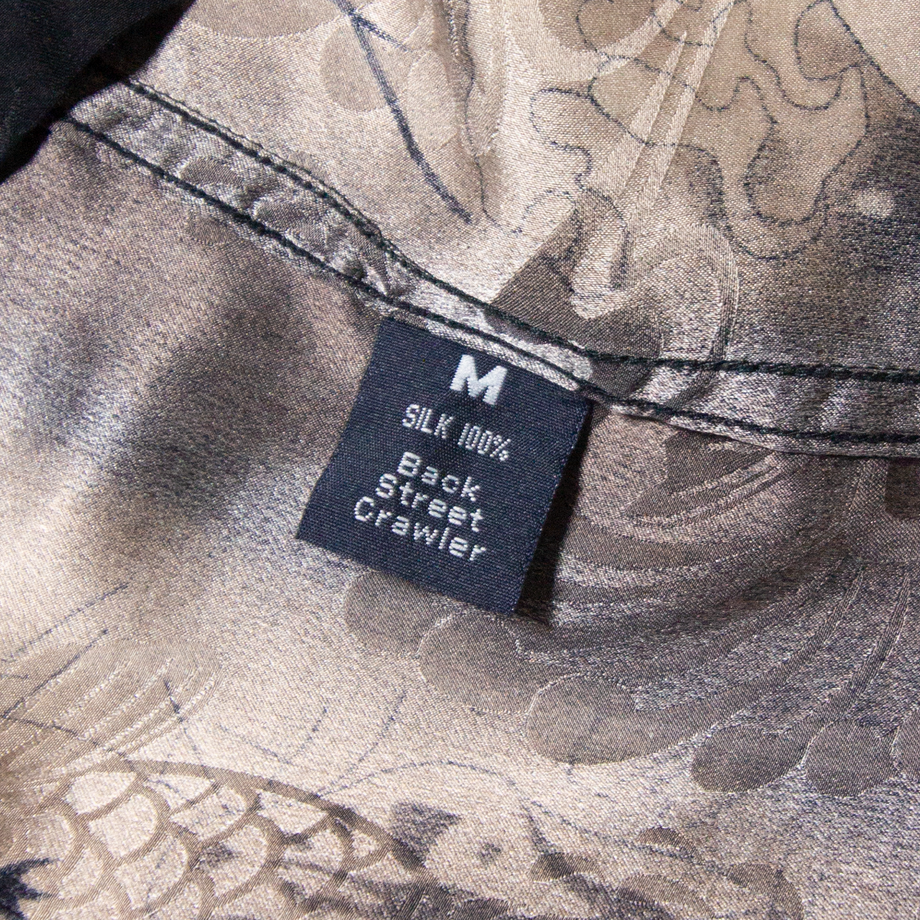 M
SILK 100%
Back
Street
Crawler